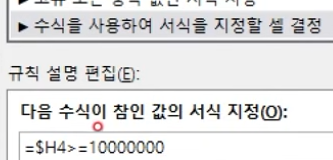 ► 수식을 사용하여 서식을 지정할 셀 결정
규칙 설명 편집(E):
다음 수식이 참인 값의 서식 지정(O):
=$H4>=10000000